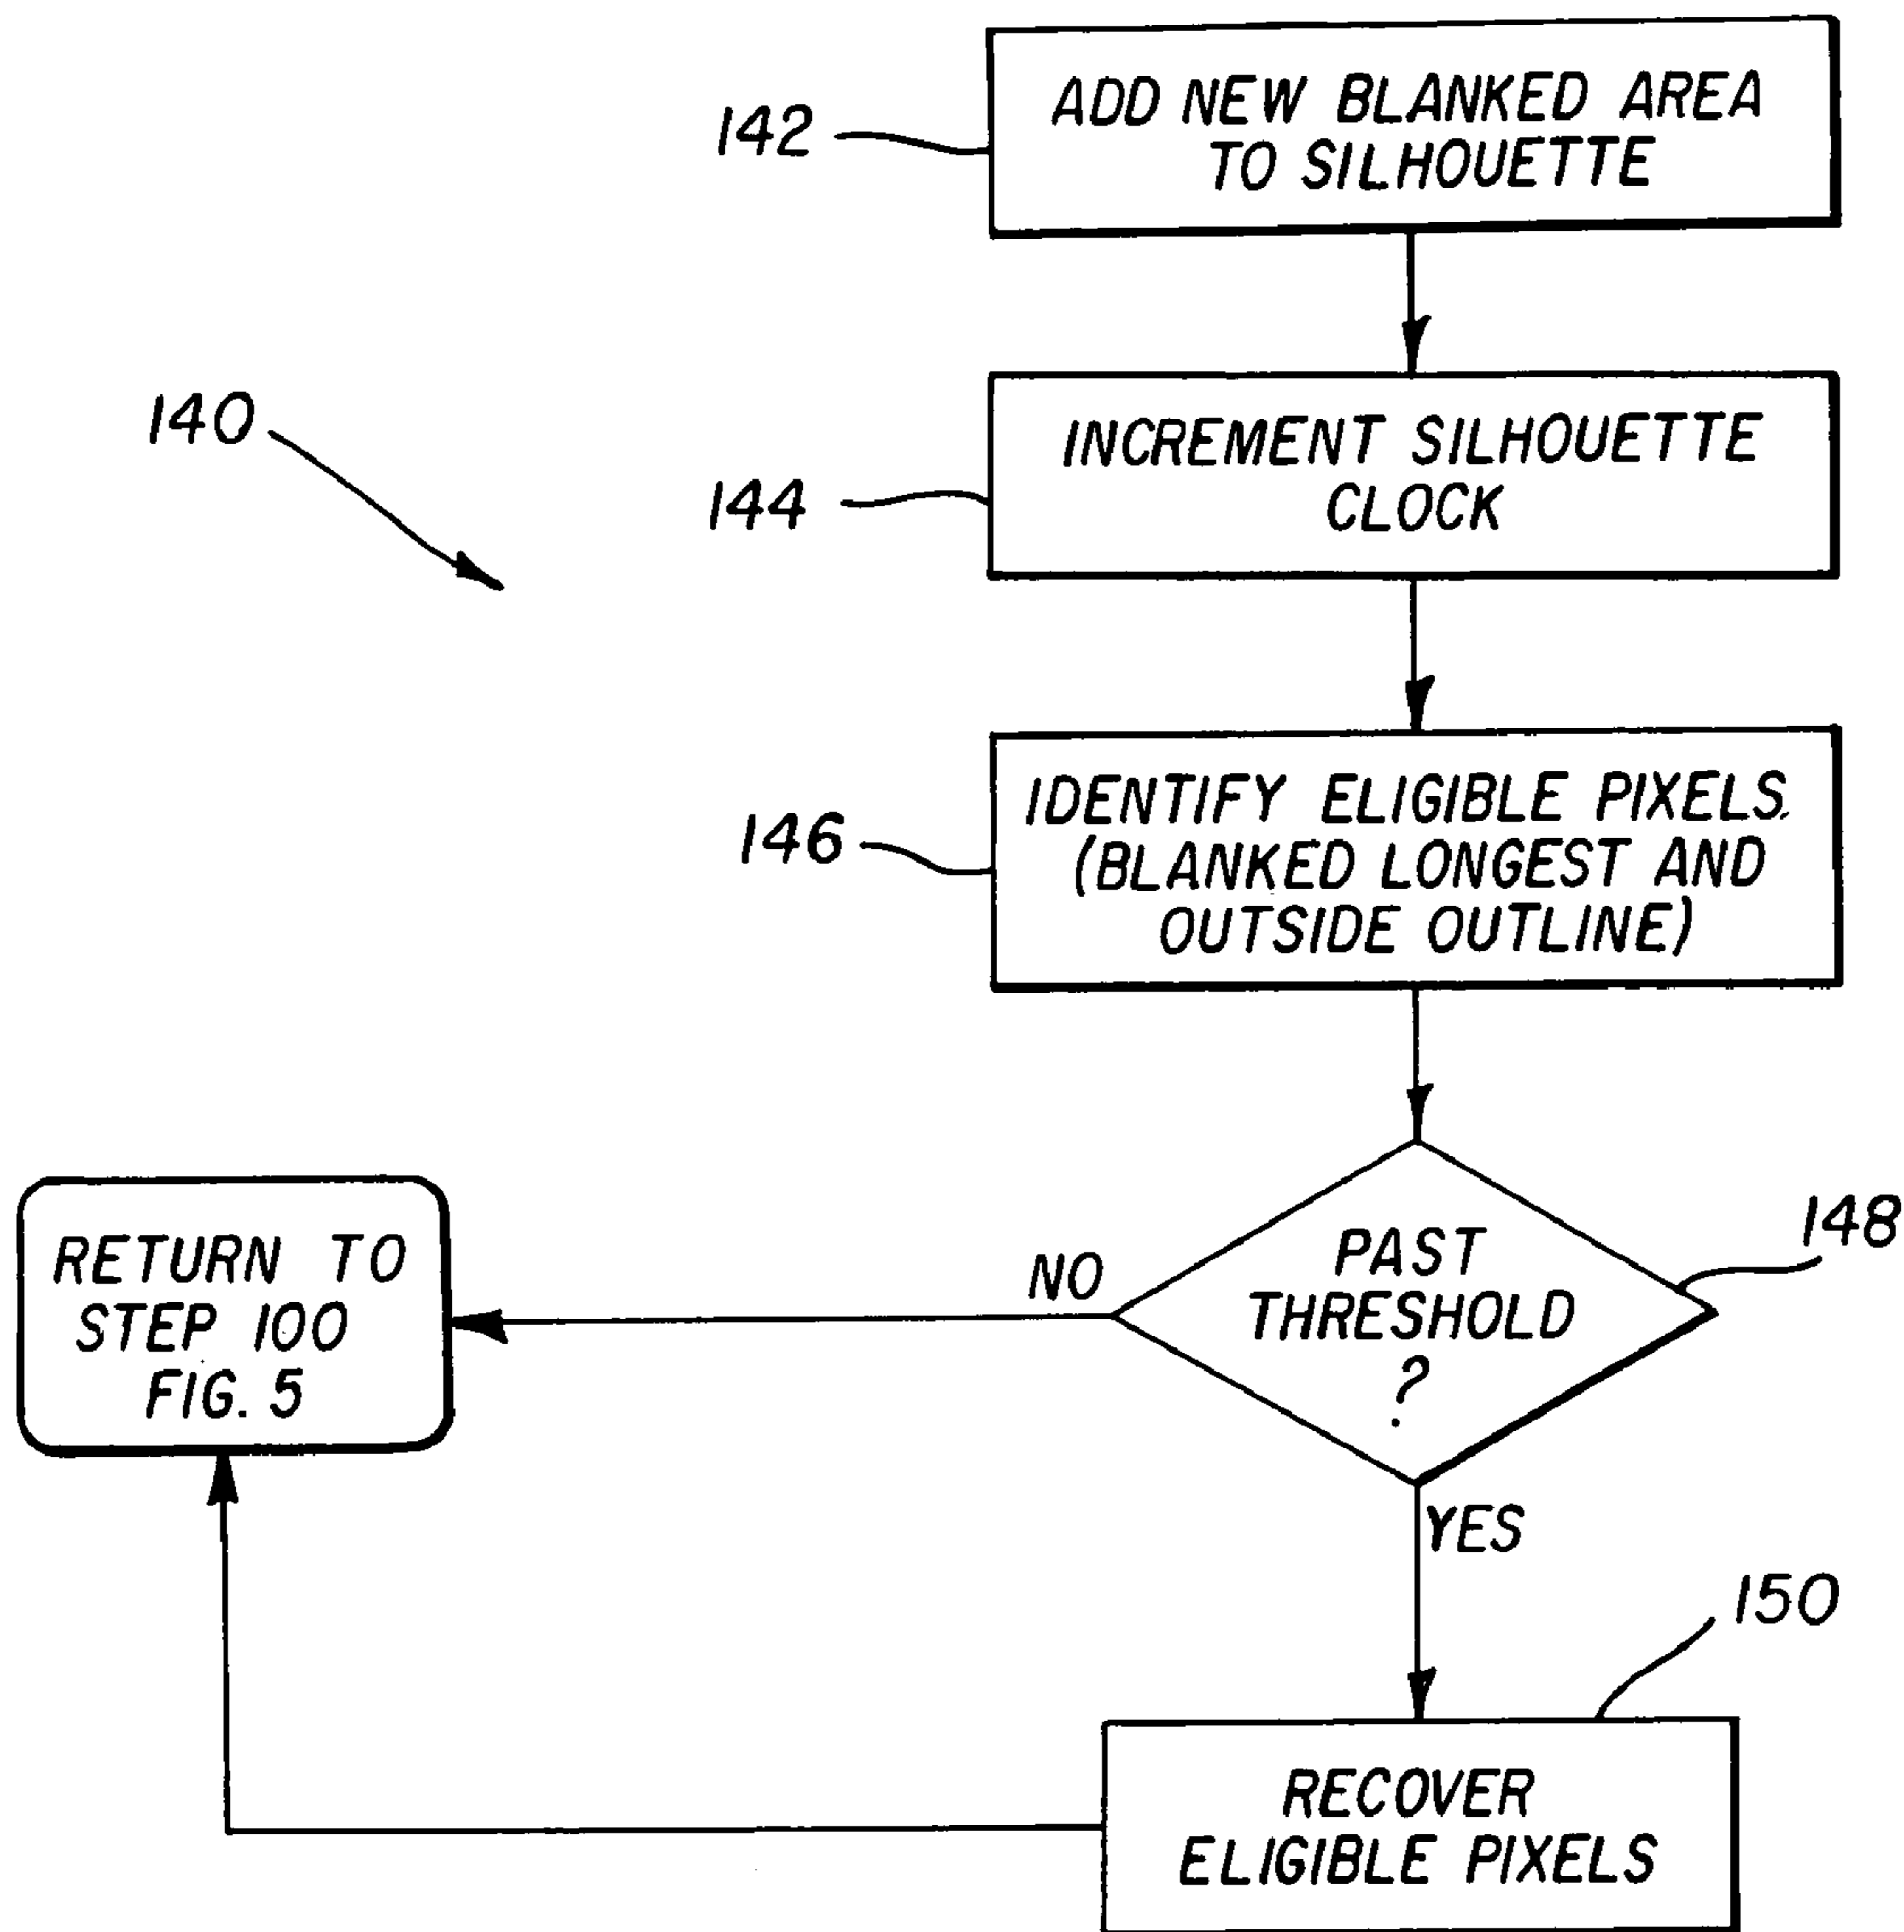 142
ADD NEW BLANKED AREA
TO SILHOUETTE
140
144
INCREMENT SILHOUETTE
CLOCK
146
IDENTIFY ELIGIBLE PIXELS
(BLANKED LONGEST AND
OUTSIDE OUTLINE)
148
PAST
THRESHOLD
?
NO
RETURN TO
STEP 100
FIG. 5
YES
150
RECOVER
ELIGIBLE PIXELS